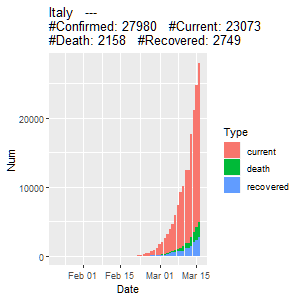 Italy   ---
#Confirmed: 27980   #Current: 23073
#Death: 2158   #Recovered: 2749
Num
20000
10000
0
Feb 01   Feb 15   Mar 01   Mar 15
Date
Type
current
death
recovered